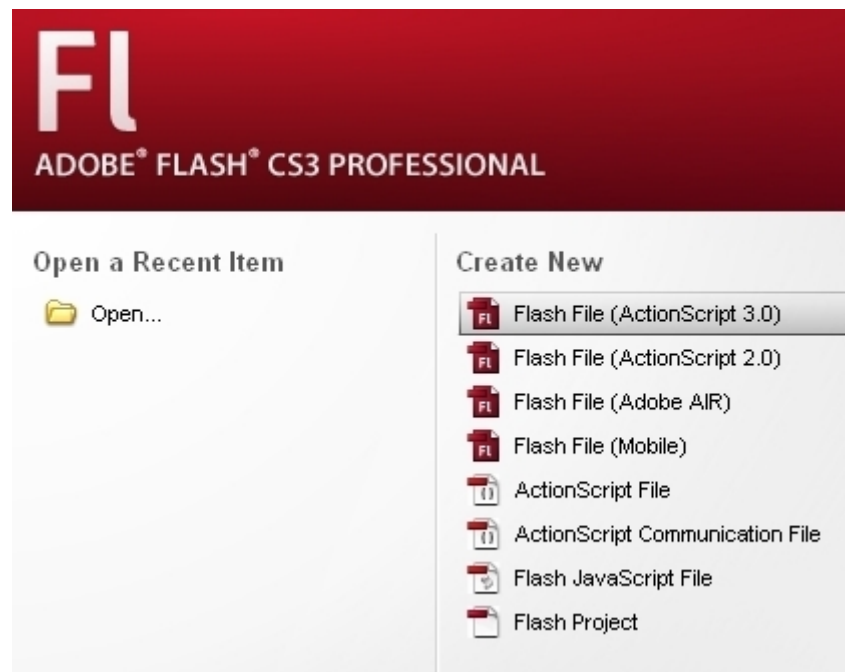 Fl
ADOBE® FLASH® CS3 PROFESSIONAL
Open a Recent Item
Open...
Create New
Flash File (ActionScript 3.0)
Flash File (ActionScript 2.0)
Flash File (Adobe AIR)
Flash File (Mobile)
ActionScript File
ActionScript Communication File
Flash JavaScript File
Flash Project